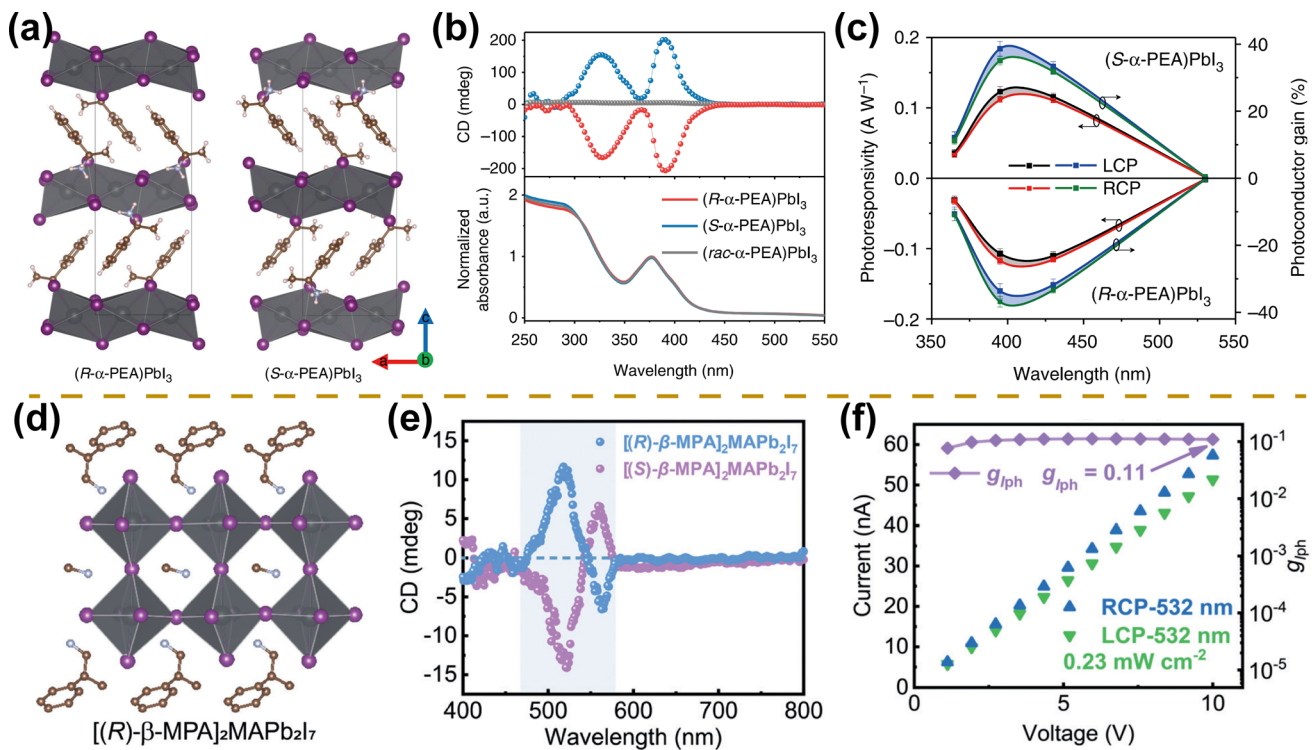 (a)
(R-α-PEA)PbI₃
(S-α-PEA)PbI₃
c
a
b
(b)
CD (mdeg)
200
100
0
−100
−200
Normalized
absorbance (a.u.)
2
1
0
(R-α-PEA)PbI₃
(S-α-PEA)PbI₃
(rac-α-PEA)PbI₃
250 300 350 400 450 500 550
Wavelength (nm)
(c)
Photoresponsivity (A W⁻¹)
0.2
0.1
0.0
−0.1
−0.2
(S-α-PEA)PbI₃
LCP
RCP
(R-α-PEA)PbI₃
40
20
0
−20
−40
Photoconductor gain (%)
350 400 450 500 550
Wavelength (nm)
(d)
[(R)-β-MPA]₂MAPb₂I₇
(e)
CD (mdeg)
15
10
5
0
-5
-10
-15
[(R)-β-MPA]₂MAPb₂I₇
[(S)-β-MPA]₂MAPb₂I₇
400 500 600 700 800
Wavelength (nm)
(f)
Current (nA)
60
50
40
30
20
10
0
gIph gIph = 0.11
RCP-532 nm
LCP-532 nm
0.23 mW cm⁻²
10⁻¹
10⁻²
10⁻³
10⁻⁴
10⁻⁵
gIph
0 5 10
Voltage (V)